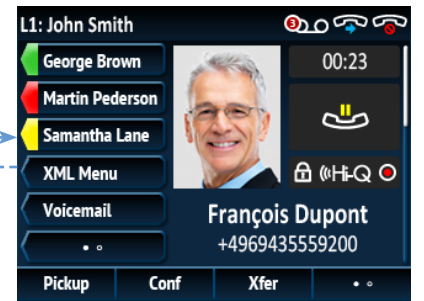 L1: John Smith
3
George Brown
00:23
Martin Pederson
Samantha Lane
XML Menu
Hi-Q
Voicemail
François Dupont
+4969435559200
Pickup Conf Xfer